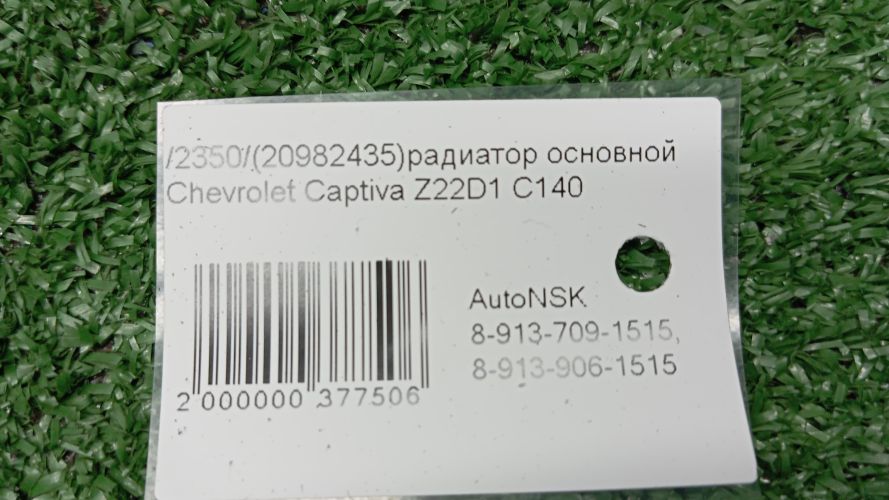 /2350/(20982435)радиатор основной
Chevrolet Captiva Z22D1 C140
AutoNSK
8-913-709-1515,
8-913-906-1515
2 000000 377506